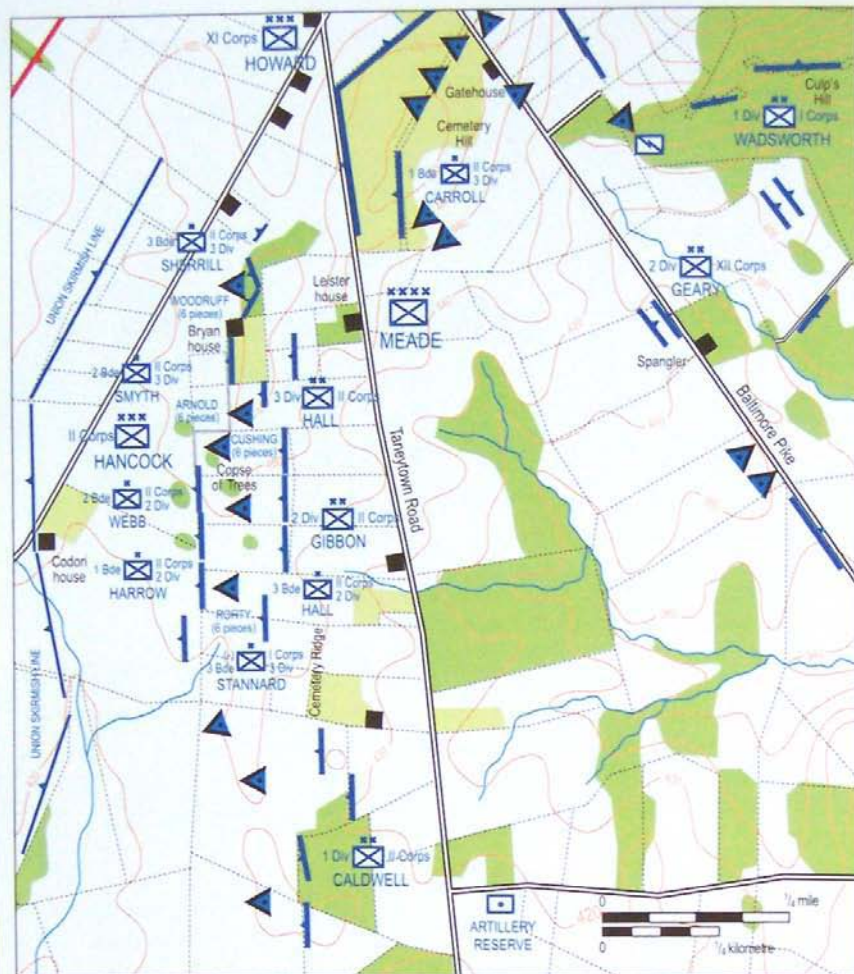 XI Corps
HOWARD
Gatehouse
Cemetery
Hill
Culp's
Hill
1 Div
I Corps
WADSWORTH
1 Bde
II Corps
3 Div
CARROLL
3 Bde
II Corps
3 Div
SHERRILL
UNION SKIRMISH LINE
WOODRUFF
(6 pieces)
Bryan
house
Leister
house
MEADE
2 Div
XII Corps
GEARY
Spangler
Baltimore Pike
2 Bde
II Corps
3 Div
SMYTH
ARNOLD
(6 pieces)
3 Div
II Corps
HALL
II Corps
HANCOCK
CUSHING
(6 pieces)
Copse
of Trees
Taneytown Road
2 Bde
II Corps
2 Div
WEBB
2 Div
II Corps
GIBBON
Codori
house
1 Bde
II Corps
2 Div
HARROW
3 Bde
II Corps
2 Div
HALL
RORTY
(6 pieces)
3 Bde
I Corps
3 Div
STANNARD
Cemetery Ridge
UNION SKIRMISH LINE
1 Div
II Corps
CALDWELL
ARTILLERY
RESERVE
420
0
1/4 mile
0
1/4 kilometre